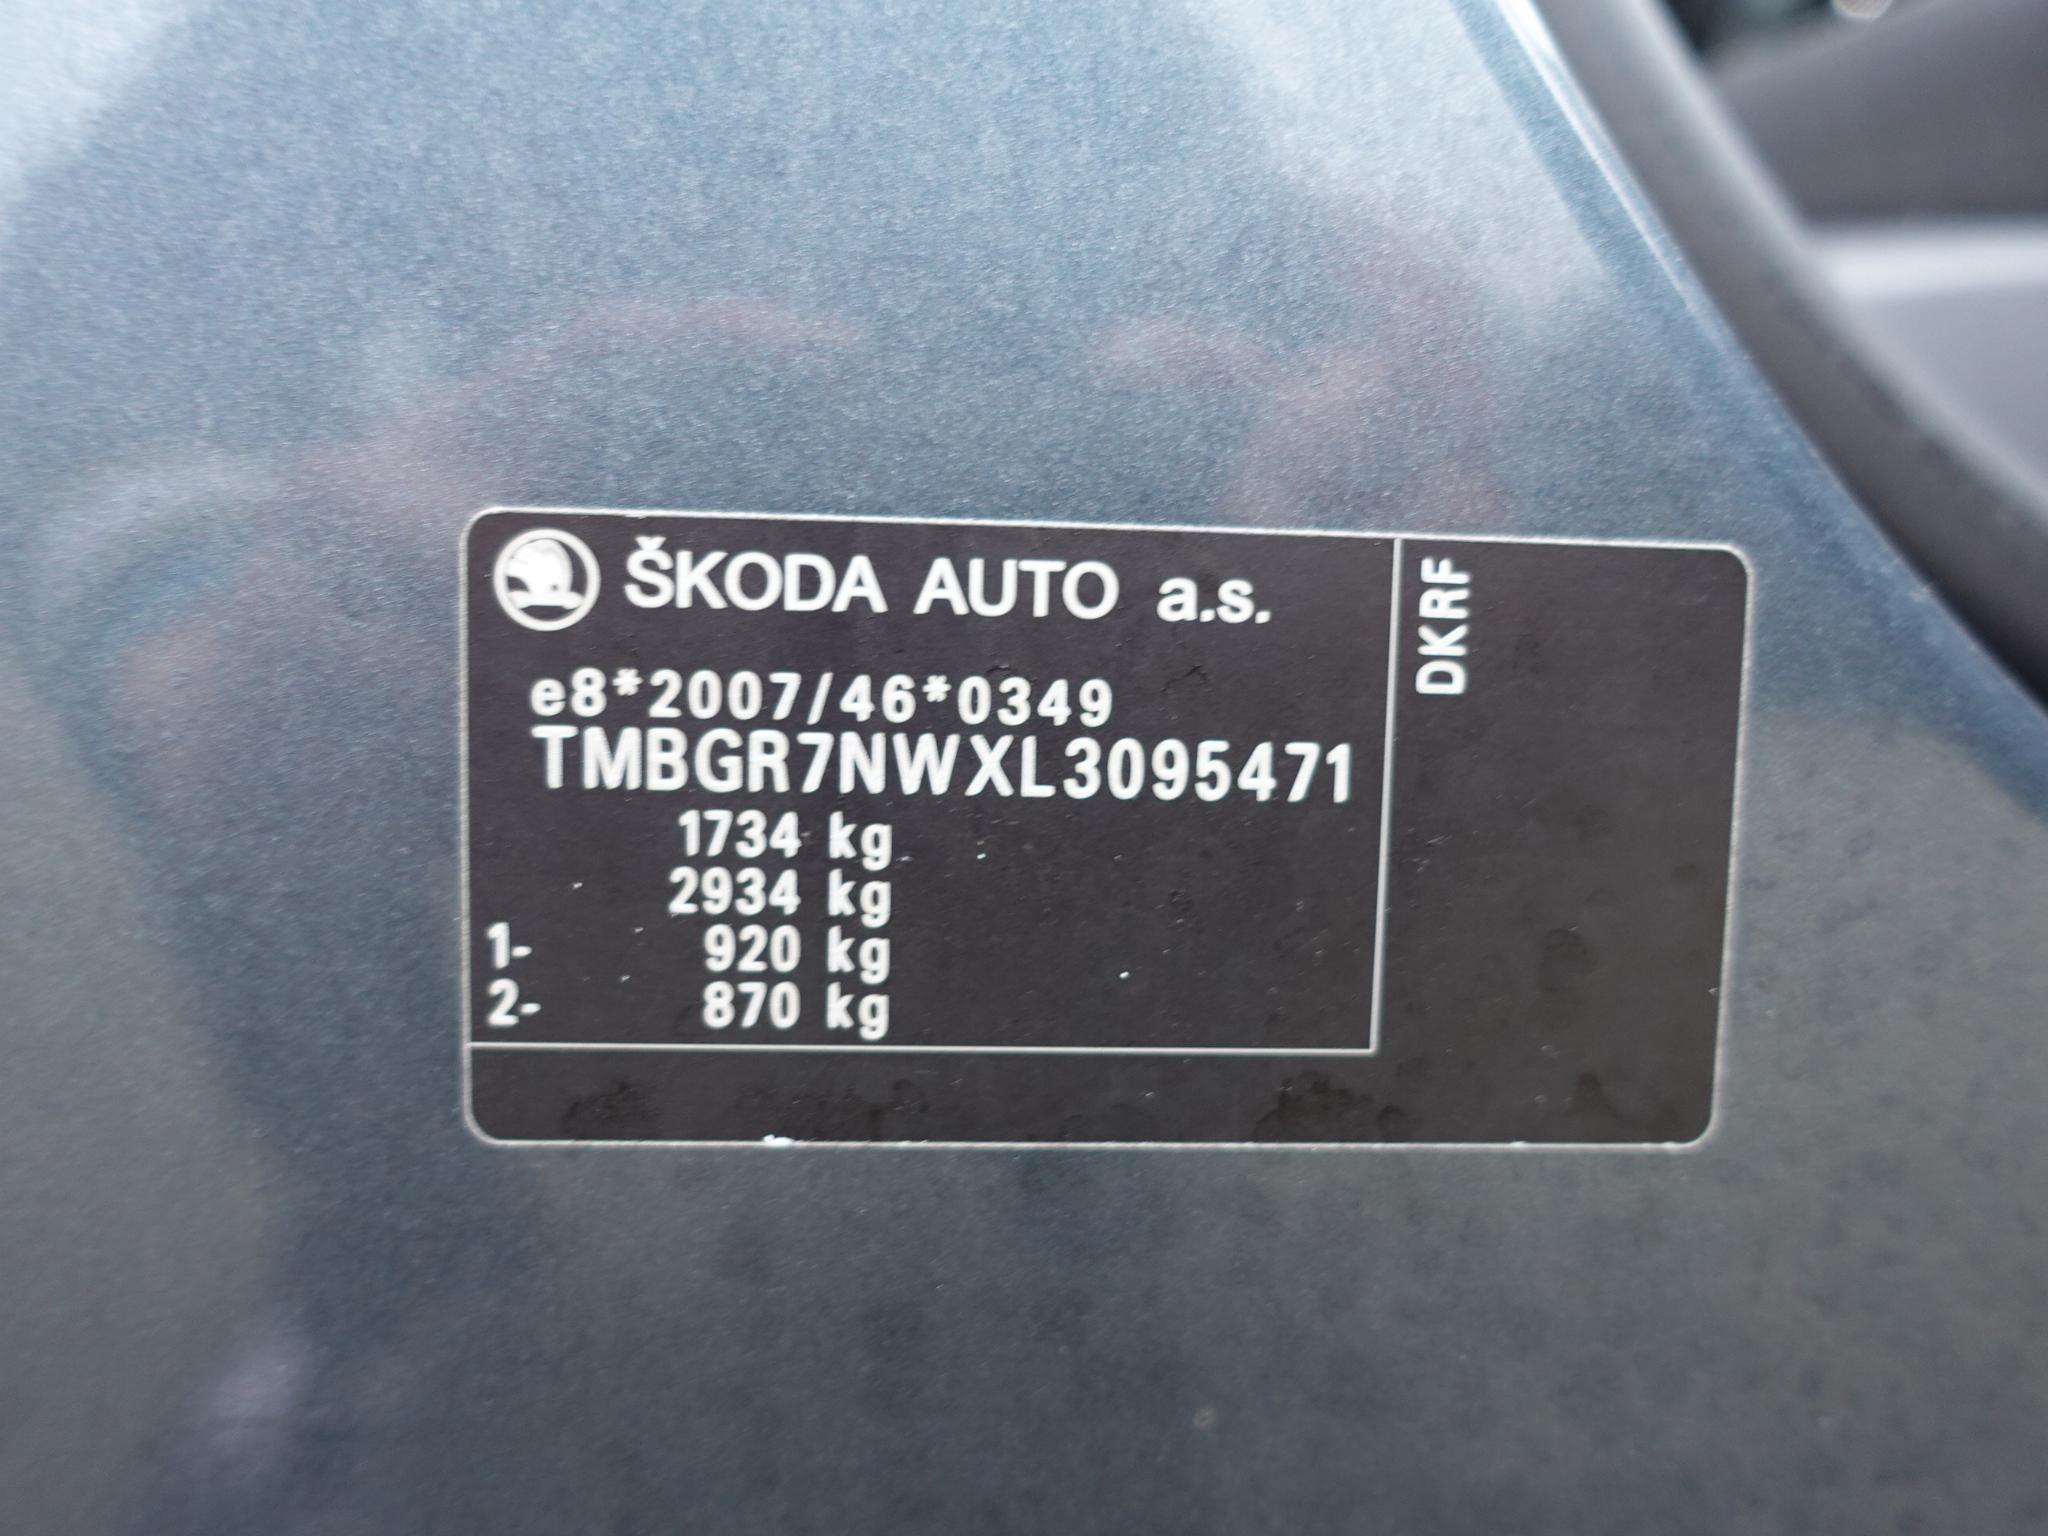 ŠKODA AUTO a.s.
DKRF
e8*2007/46*0349
TMBGR7NWXL3095471
1734 kg
2934 kg
1- 920 kg
2- 870 kg